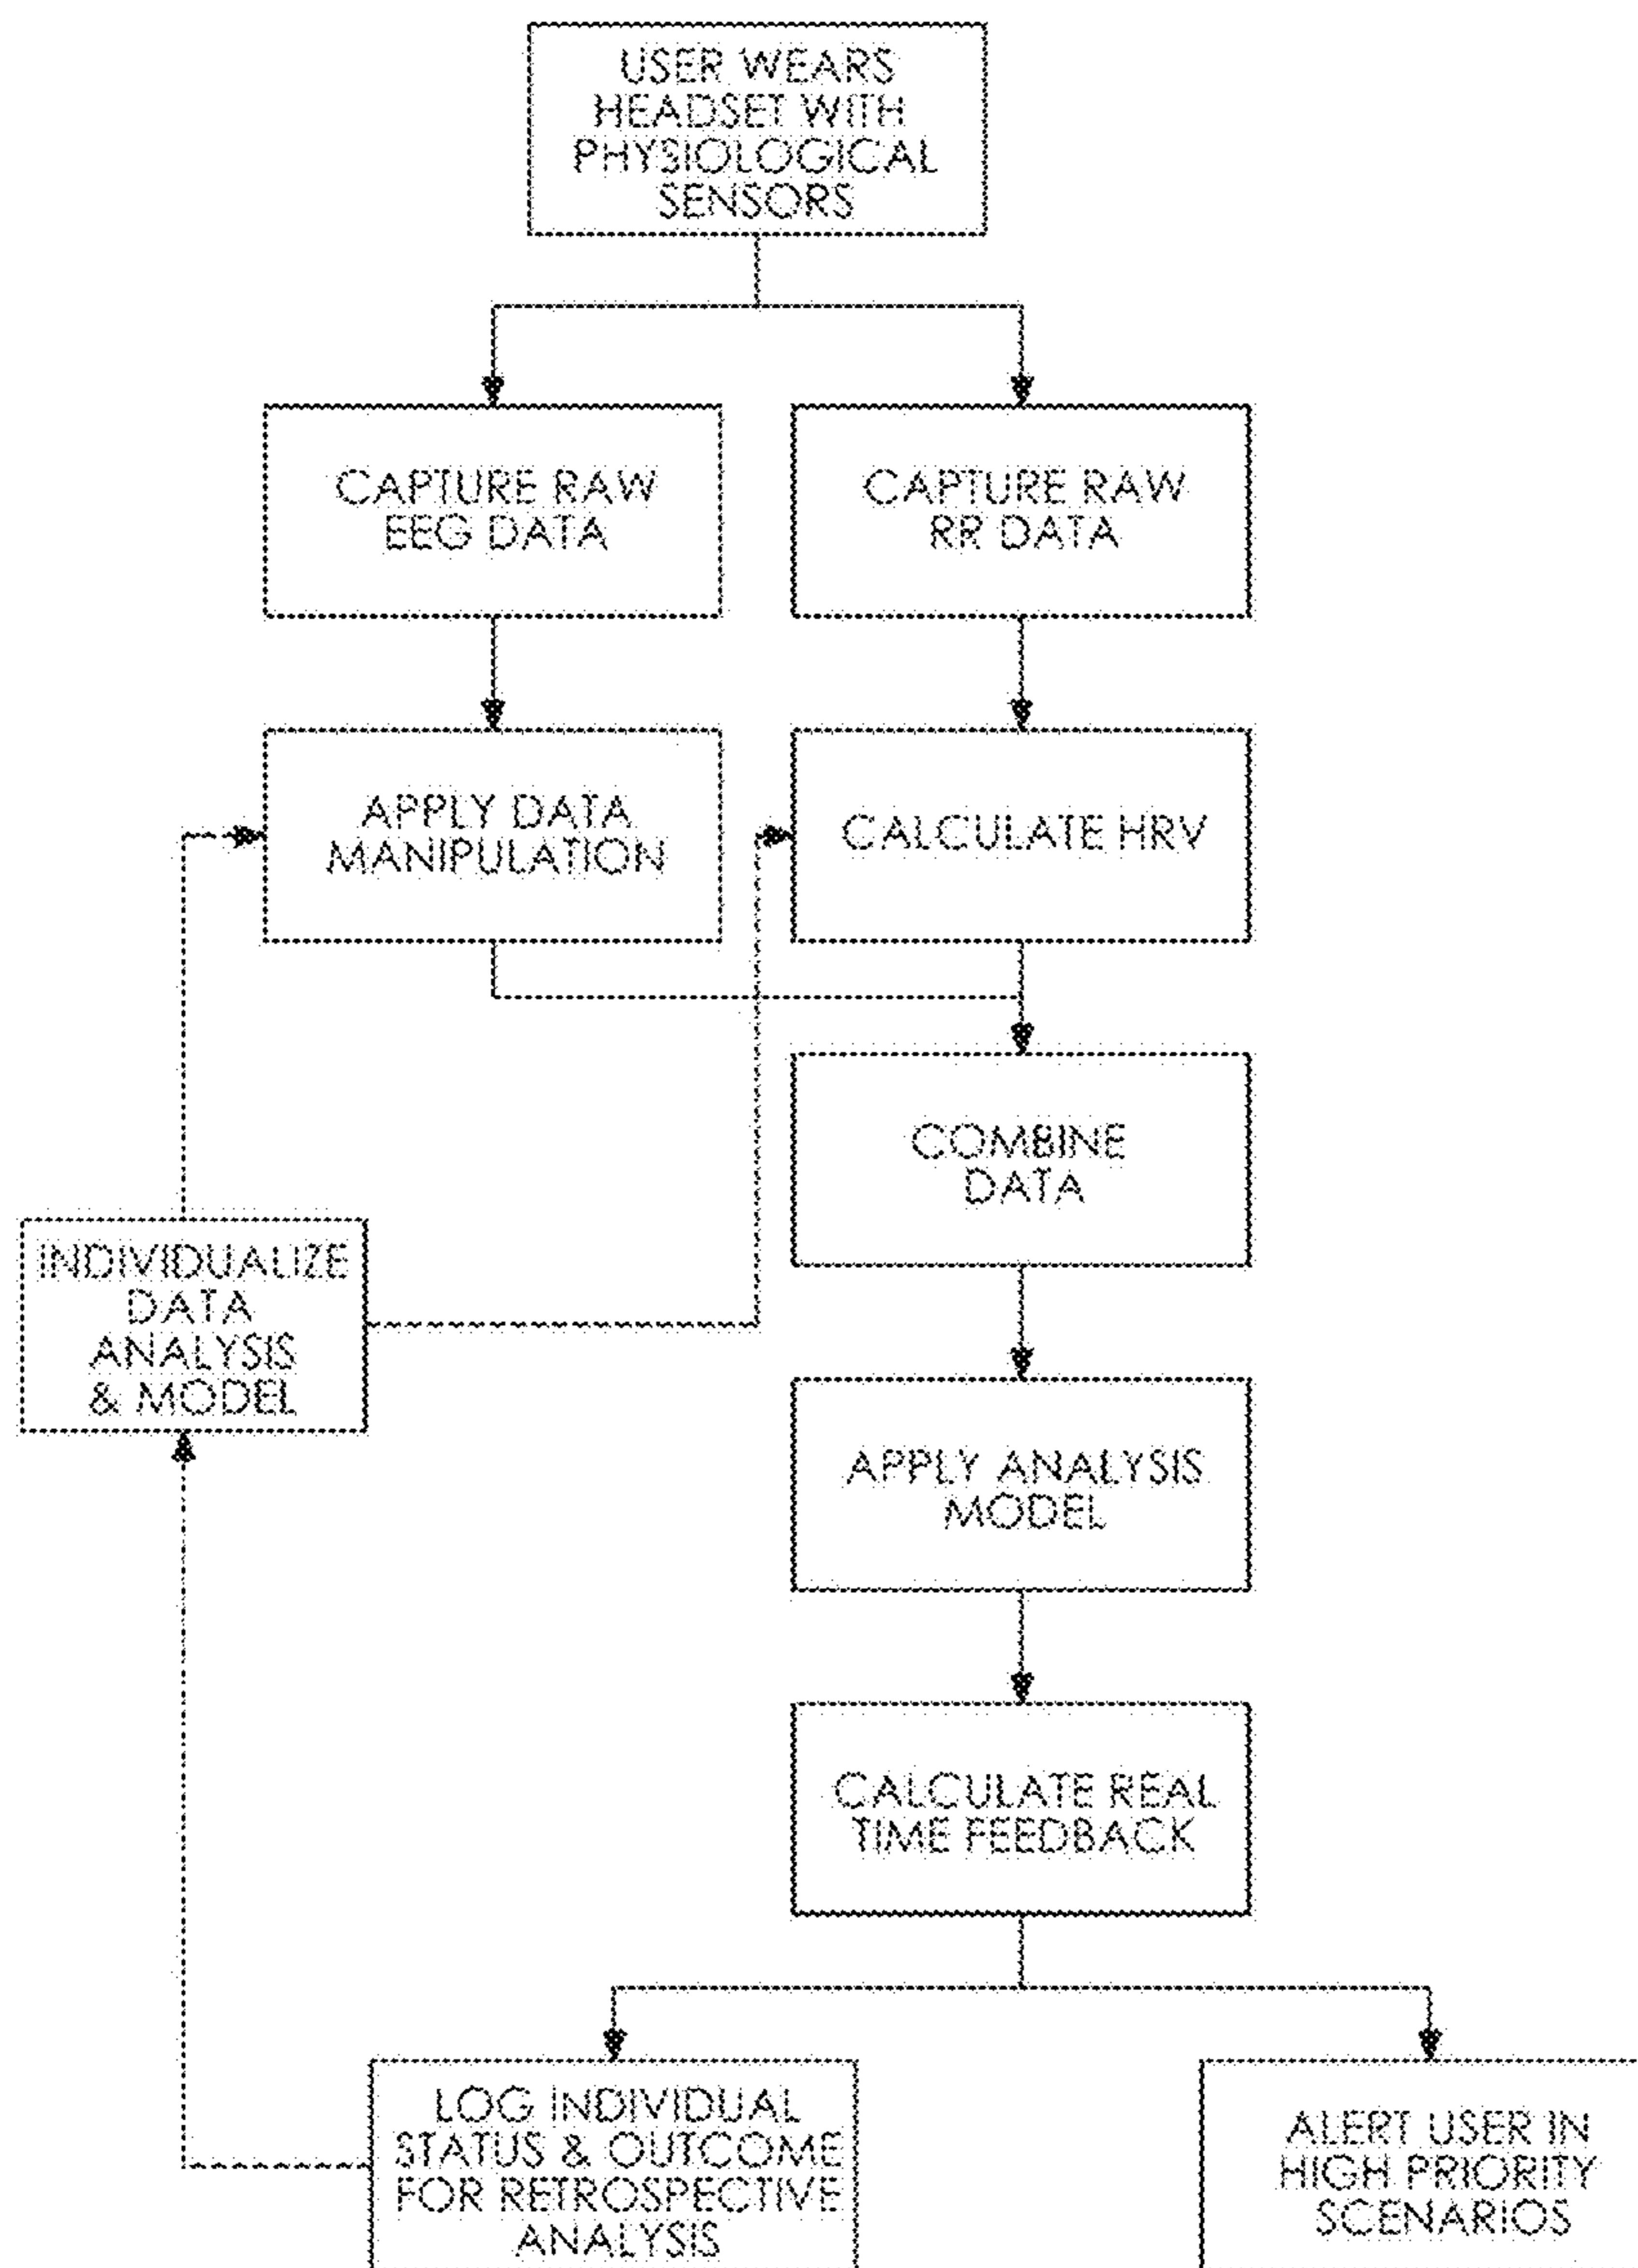 USER WEARS
HEADSET WITH
PHYSIOLOGICAL
SENSORS
CAPTURE RAW
EEG DATA
CAPTURE RAW
RR DATA
APPLY DATA
MANIPULATION
CALCULATE HRV
COMBINE
DATA
INDIVIDUALIZE
DATA
ANALYSIS
& MODEL
APPLY ANALYSIS
MODEL
CALCULATE REAL
TIME FEEDBACK
LOG INDIVIDUAL
STATUS & OUTCOME
FOR RETROSPECTIVE
ANALYSIS
ALERT USER IN
HIGH PRIORITY
SCENARIOS